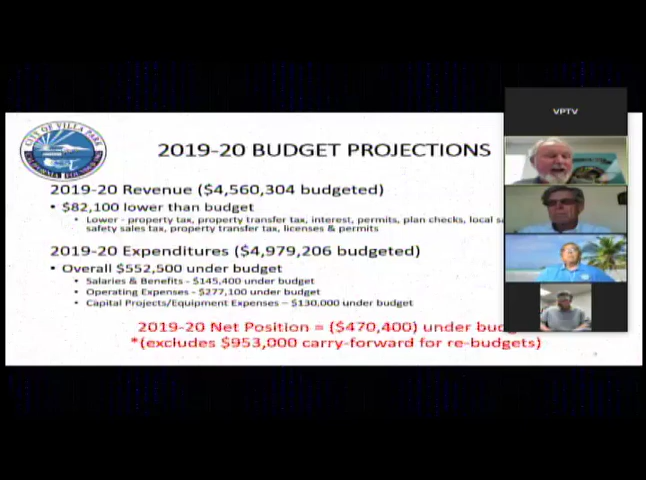 VPTV
CITY OF VILLA PARK
2019-20 BUDGET PROJECTIONS
2019-20 Revenue ($4,560,304 budgeted)
• $82,100 lower than budget
• Lower - property tax, property transfer tax, interest, permits, plan checks, local
safety sales tax, property transfer tax, licenses & permits
2019-20 Expenditures ($4,979,206 budgeted)
• Overall $552,500 under budget
• Salaries & Benefits - $145,400 under budget
• Operating Expenses - $277,100 under budget
• Capital Projects/Equipment Expenses – $130,000 under budget
2019-20 Net Position = ($470,400) under
*(excludes $953,000 carry-forward for re-budgets)